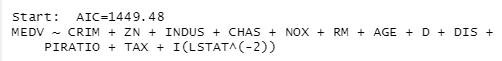 Start:  AIC=1449.48
MEDV ~ CRIM + ZN + INDUS + CHAS + NOX + RM + AGE + D + DIS +
    PIRATIO + TAX + I(LSTAT^(-2))